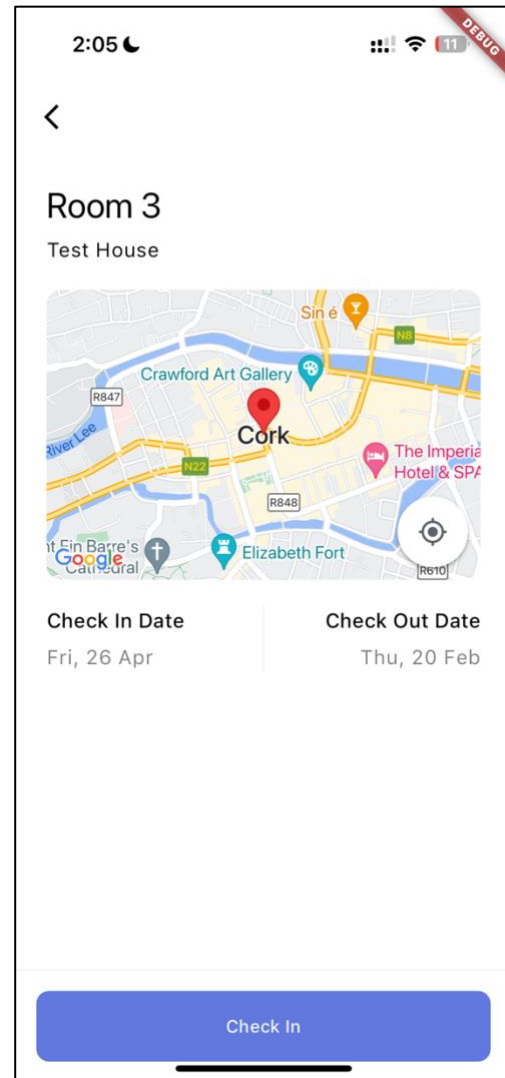 2:05
11
DEBUG
Room 3
Test House
Sin é
N8
Crawford Art Gallery
R847
Cork
River Lee
N22
The Imperia
Hotel & SPA
R848
t Fin Barre's
Elizabeth Fort
Google
Cathedral
R610
Check In Date
Check Out Date
Fri, 26 Apr
Thu, 20 Feb
Check In